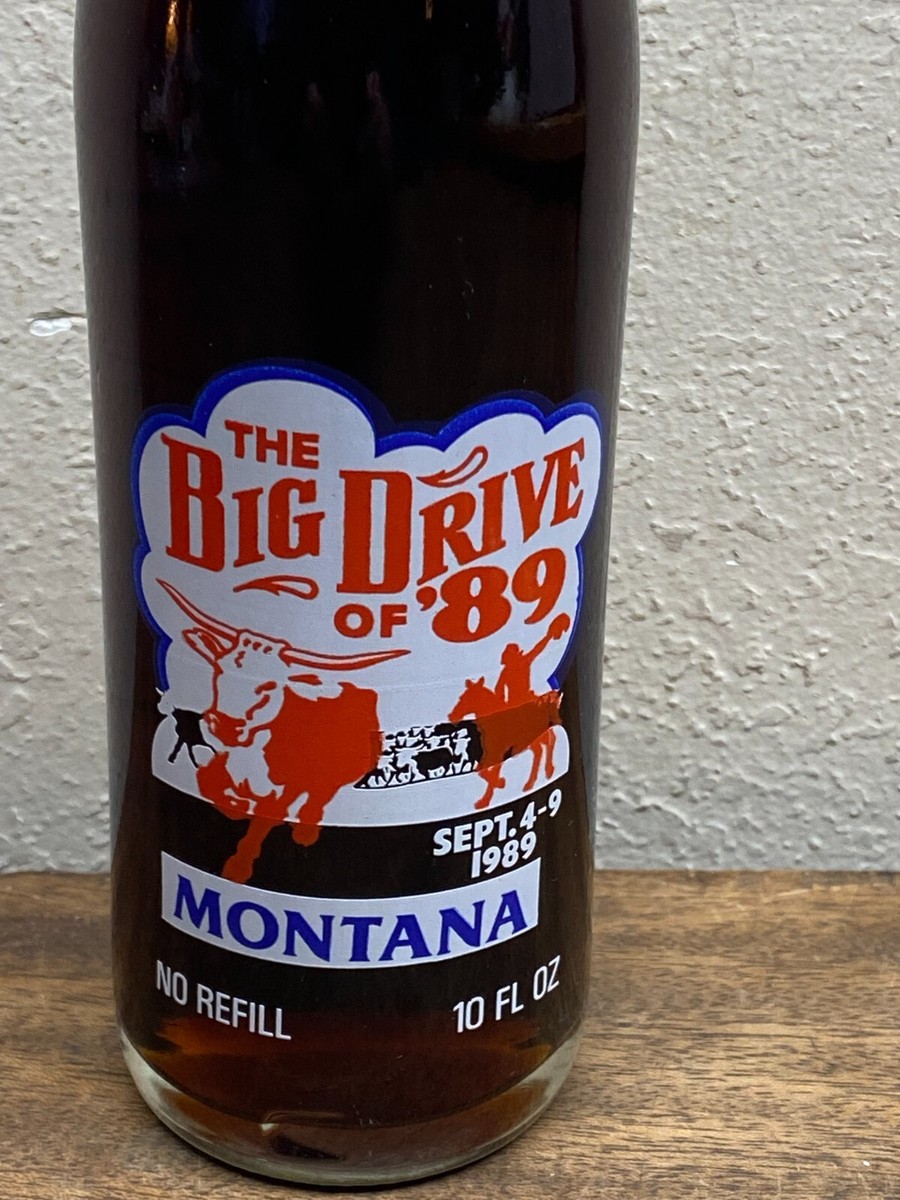 THE
BIG DRIVE
OF '89
SEPT. 4-9
1989
MONTANA
NO REFILL
10 FL OZ